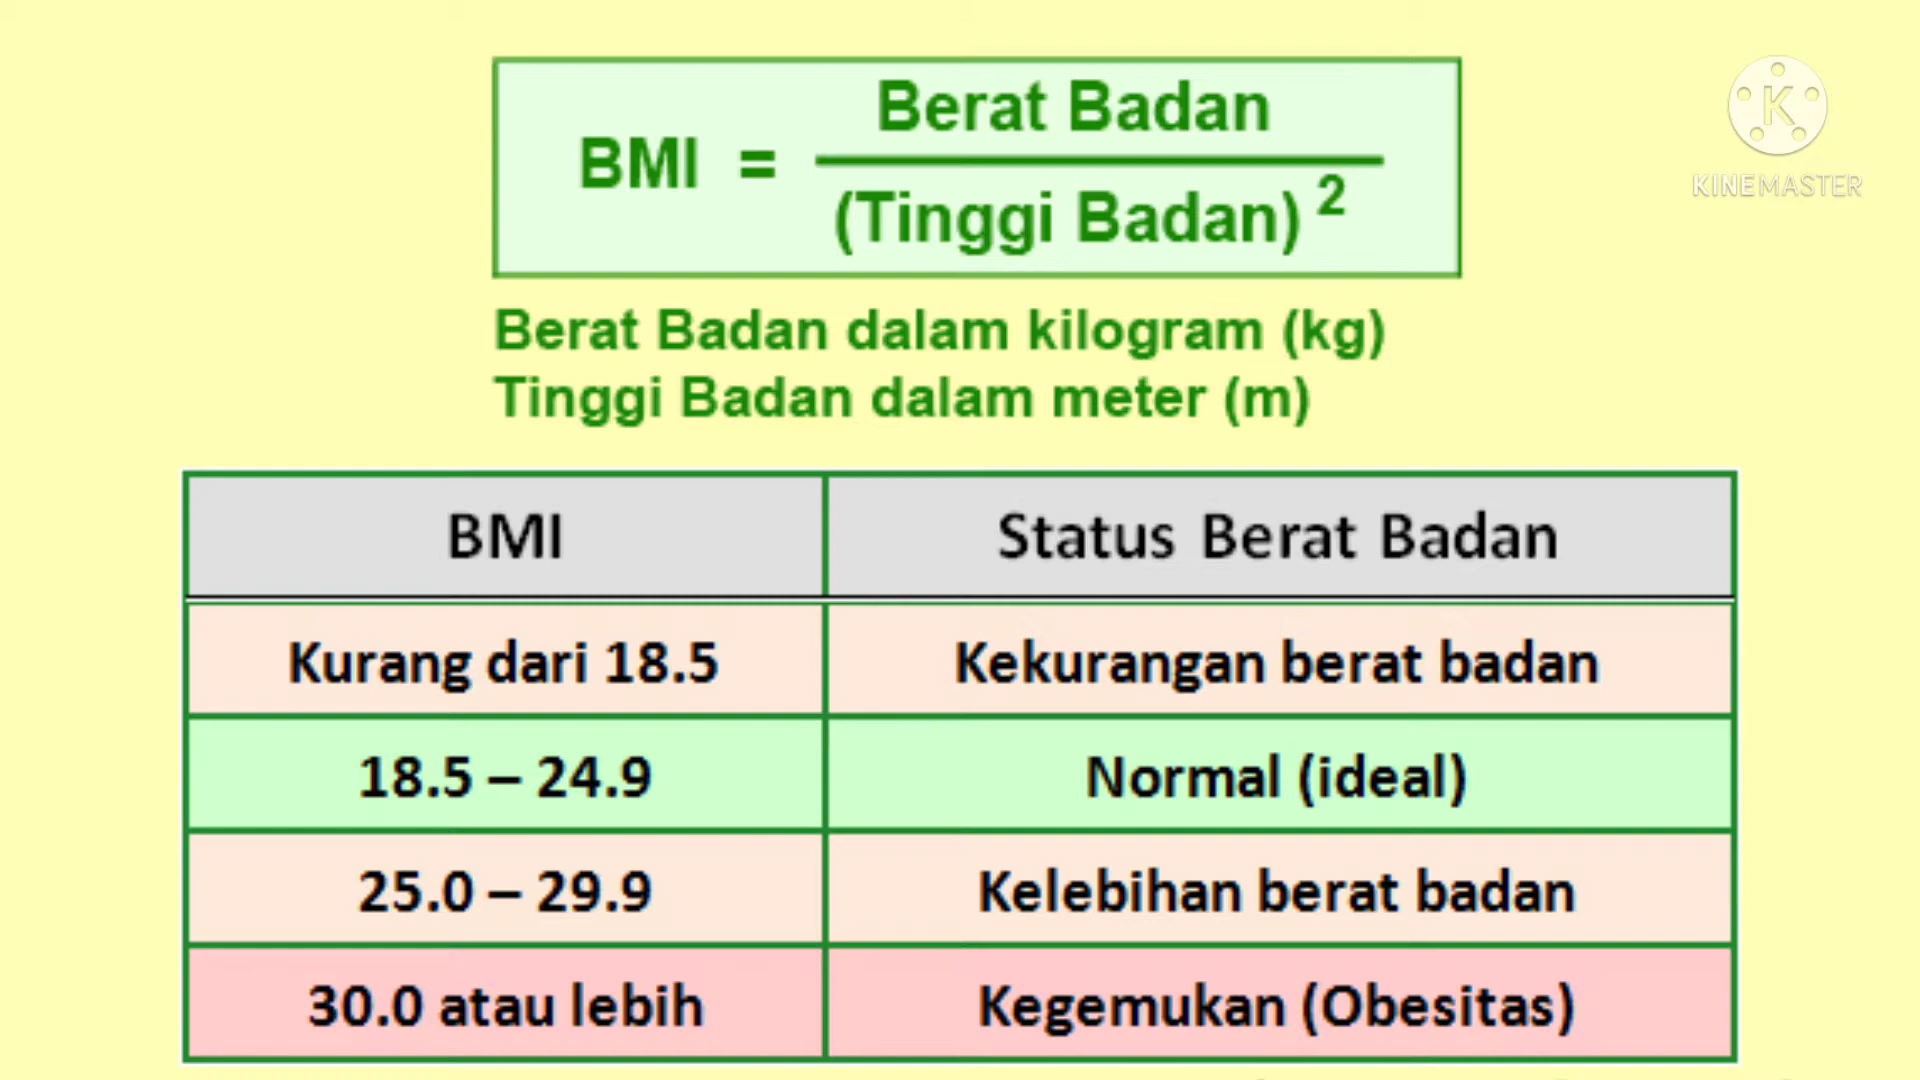 BMI = Berat Badan
(Tinggi Badan) 2
Berat Badan dalam kilogram (kg)
Tinggi Badan dalam meter (m)
KINEMASTER
BMI Status Berat Badan
Kurang dari 18.5 Kekurangan berat badan
18.5 – 24.9 Normal (ideal)
25.0 – 29.9 Kelebihan berat badan
30.0 atau lebih Kegemukan (Obesitas)